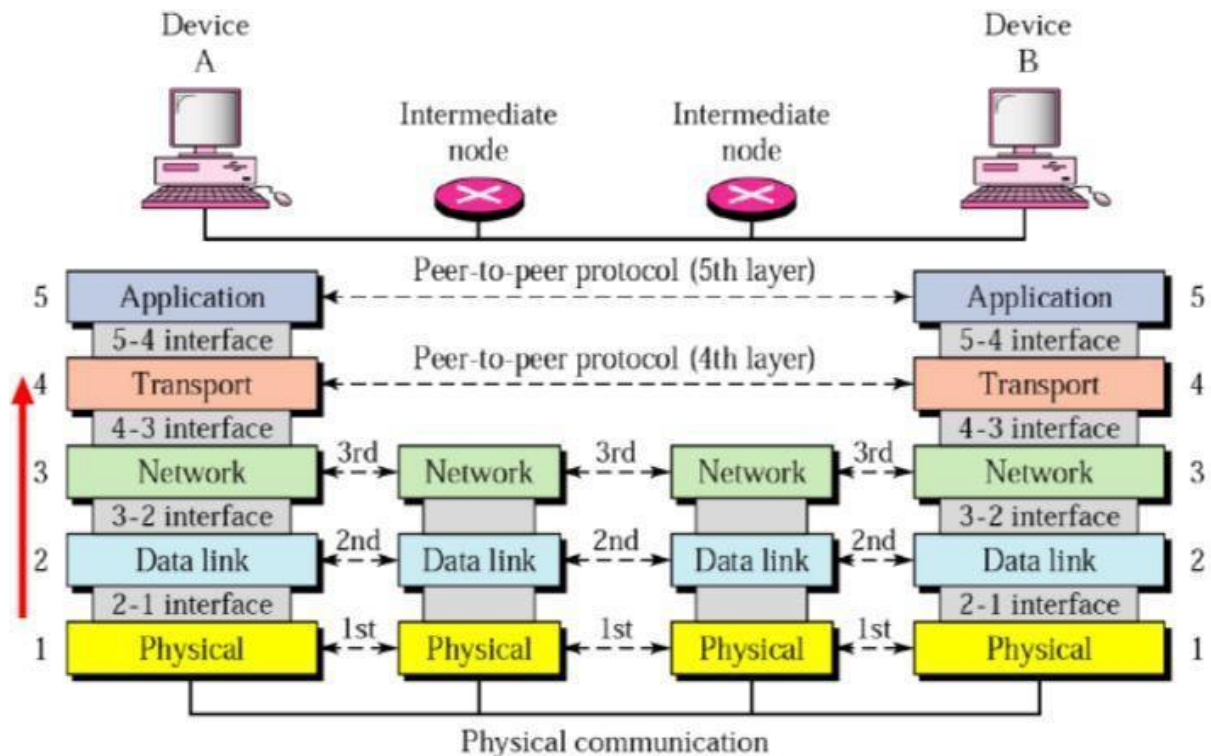 Device
A
Device
B
Intermediate
node
Intermediate
node
Peer-to-peer protocol (5th layer)
5 Application Application 5
5-4 interface 5-4 interface
Peer-to-peer protocol (4th layer)
4 Transport Transport 4
4-3 interface 4-3 interface
3rd 3rd 3rd
3 Network Network Network Network 3
3-2 interface 3-2 interface
2nd 2nd 2nd
2 Data link Data link Data link Data link 2
2-1 interface 2-1 interface
1st 1st 1st
1 Physical Physical Physical Physical 1
Physical communication